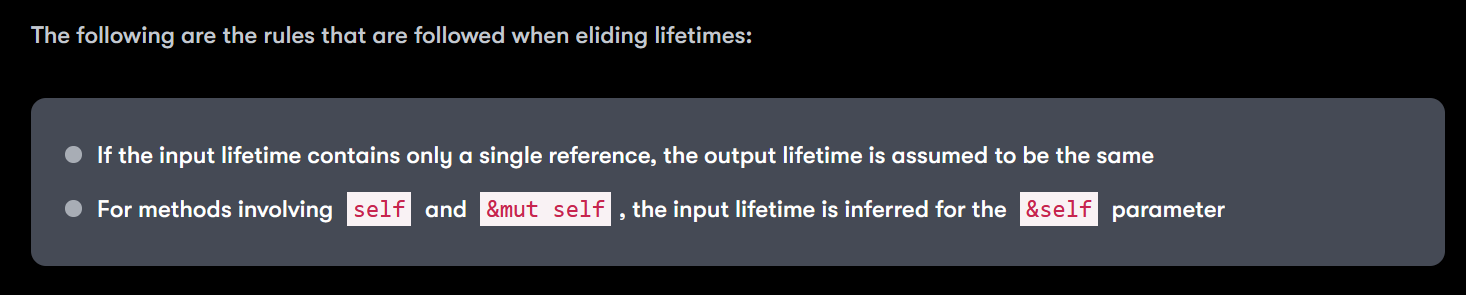 The following are the rules that are followed when eliding lifetimes:
If the input lifetime contains only a single reference, the output lifetime is assumed to be the same
For methods involving self and &mut self , the input lifetime is inferred for the &self parameter